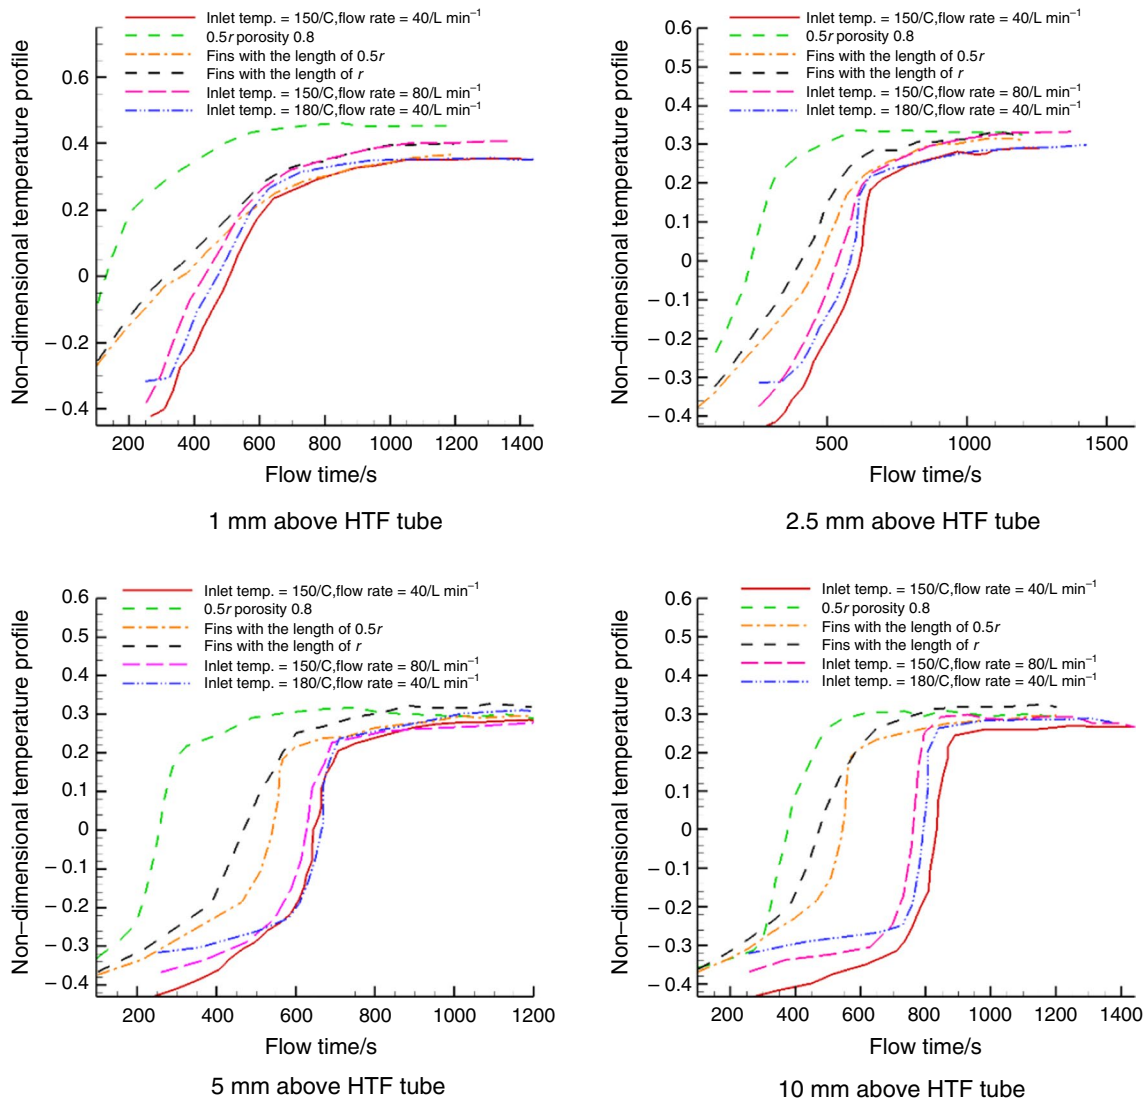 Inlet temp. = 150/C,flow rate = 40/L min⁻¹
0.5r porosity 0.8
Fins with the length of 0.5r
Fins with the length of r
Inlet temp. = 150/C,flow rate = 80/L min⁻¹
Inlet temp. = 180/C,flow rate = 40/L min⁻¹
Non–dimensional temperature profile
0.6
0.4
0.2
0
– 0.2
– 0.4
200 400 600 800 1000 1200 1400
Flow time/s
1 mm above HTF tube
Inlet temp. = 150/C,flow rate = 40/L min⁻¹
0.5r porosity 0.8
Fins with the length of 0.5r
Fins with the length of r
Inlet temp. = 150/C,flow rate = 80/L min⁻¹
Inlet temp. = 180/C,flow rate = 40/L min⁻¹
Non–dimensional temperature profile
0.6
0.5
0.4
0.3
0.2
0.1
0
– 0.1
– 0.2
– 0.3
– 0.4
500 1000 1500
Flow time/s
2.5 mm above HTF tube
Inlet temp. = 150/C,flow rate = 40/L min⁻¹
0.5r porosity 0.8
Fins with the length of 0.5r
Fins with the length of r
Inlet temp. = 150/C,flow rate = 80/L min⁻¹
Inlet temp. = 180/C,flow rate = 40/L min⁻¹
Non–dimensional temperature profile
0.6
0.5
0.4
0.3
0.2
0.1
0
– 0.1
– 0.2
– 0.3
– 0.4
200 400 600 800 1000 1200
Flow time/s
5 mm above HTF tube
Inlet temp. = 150/C,flow rate = 40/L min⁻¹
0.5r porosity 0.8
Fins with the length of 0.5r
Fins with the length of r
Inlet temp. = 150/C,flow rate = 80/L min⁻¹
Inlet temp. = 180/C,flow rate = 40/L min⁻¹
Non–dimensional temperature profile
0.6
0.5
0.4
0.3
0.2
0.1
0
– 0.1
– 0.2
– 0.3
– 0.4
200 400 600 800 1000 1200 1400
Flow time/s
10 mm above HTF tube